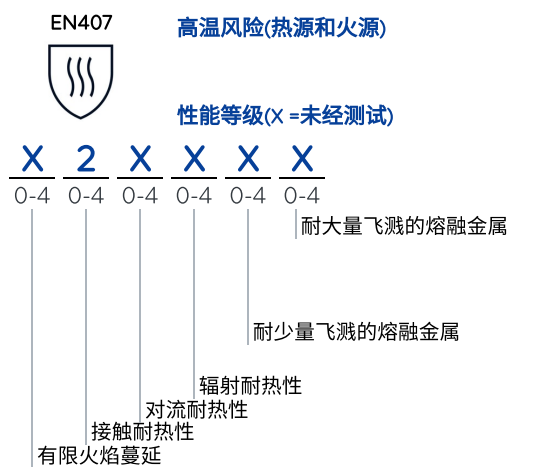 EN407
高温风险(热源和火源)
性能等级(X =未经测试)
X 2 X X X X
0-4 0-4 0-4 0-4 0-4 0-4
耐大量飞溅的熔融金属
耐少量飞溅的熔融金属
辐射耐热性
对流耐热性
接触耐热性
有限火焰蔓延